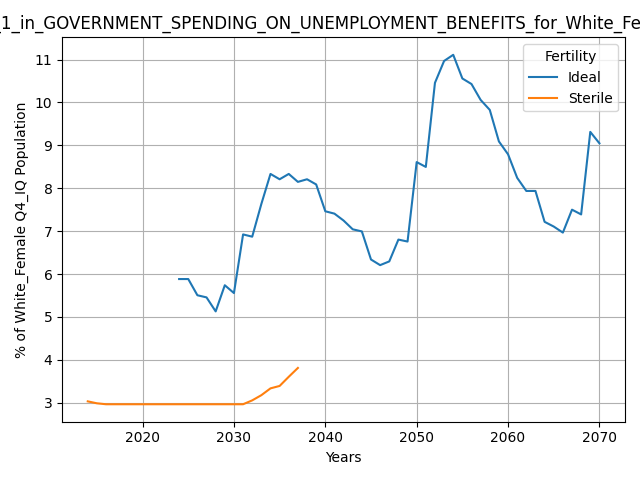 _1_in_GOVERNMENT_SPENDING_ON_UNEMPLOYMENT_BENEFITS_for_White_Fe
Fertility
Ideal
Sterile
% of White_Female Q4_IQ Population
11
10
9
8
7
6
5
4
3
2020 2030 2040 2050 2060 2070
Years